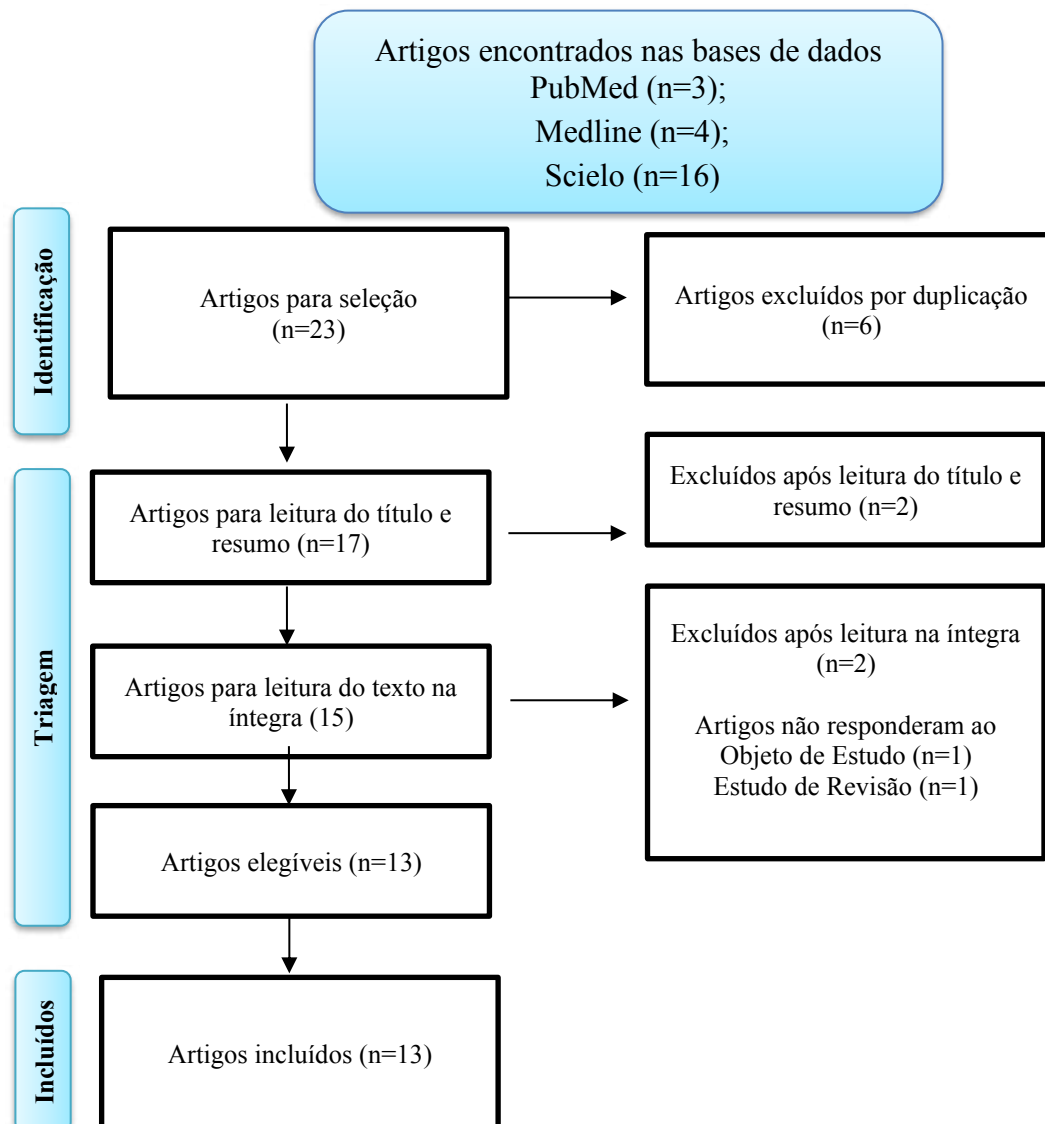 Artigos encontrados nas bases de dados
PubMed (n=3);
Medline (n=4);
Scielo (n=16)
Identificação
Artigos para seleção
(n=23)
Artigos excluídos por duplicação
(n=6)
Triagem
Artigos para leitura do título e
resumo (n=17)
Excluídos após leitura do título e
resumo (n=2)
Artigos para leitura do texto na
íntegra (15)
Excluídos após leitura na íntegra
(n=2)
Artigos não responderam ao
Objeto de Estudo (n=1)
Estudo de Revisão (n=1)
Artigos elegíveis (n=13)
Incluídos
Artigos incluídos (n=13)